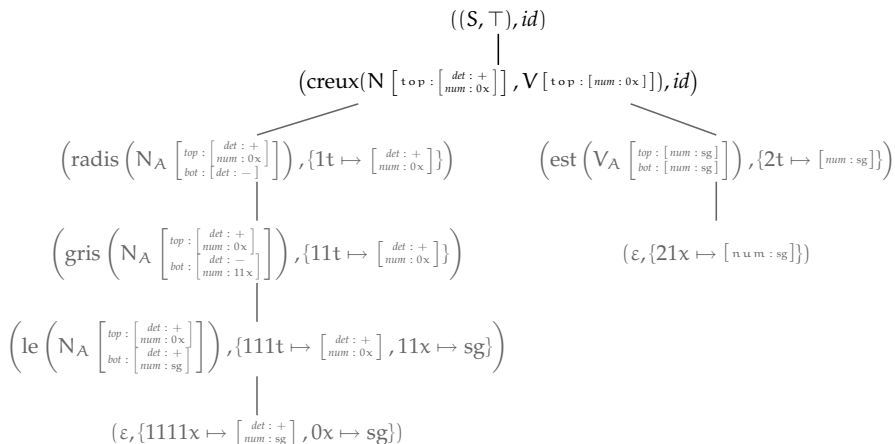 ((S, ⊤), id)
(creux(N [top : [det : + num : 0x]], V [top : [num : 0x]]), id)
(radis (N_A [top : [det : + num : 0x] bot : [det : −]]), {1t ↦ [det : + num : 0x]})
(est (V_A [top : [num : sg] bot : [num : sg]]), {2t ↦ [num : sg]})
(gris (N_A [top : [det : + num : 0x] bot : [det : − num : 11x]]), {11t ↦ [det : + num : 0x]})
(ε, {21x ↦ [num : sg]})
(le (N_A [top : [det : + num : 0x] bot : [det : + num : sg]]), {111t ↦ [det : + num : 0x], 11x ↦ sg})
(ε, {1111x ↦ [det : + num : sg], 0x ↦ sg})